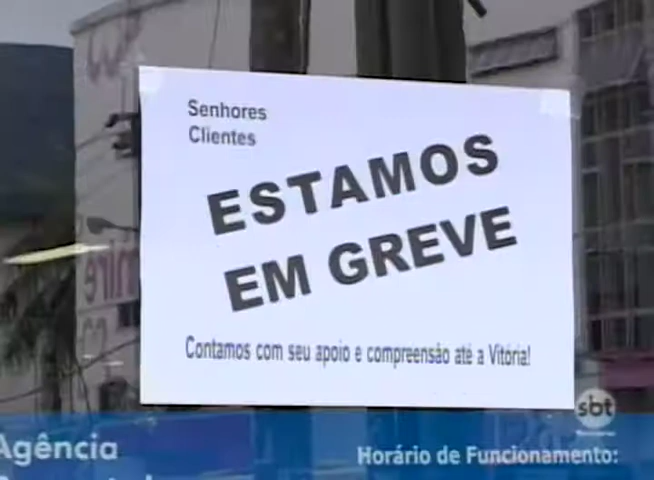 Senhores
Clientes
ESTAMOS
EM GREVE
Contamos com seu apoio e compreensão até a Vitória!
sbt
Agência
Horário de Funcionamento: